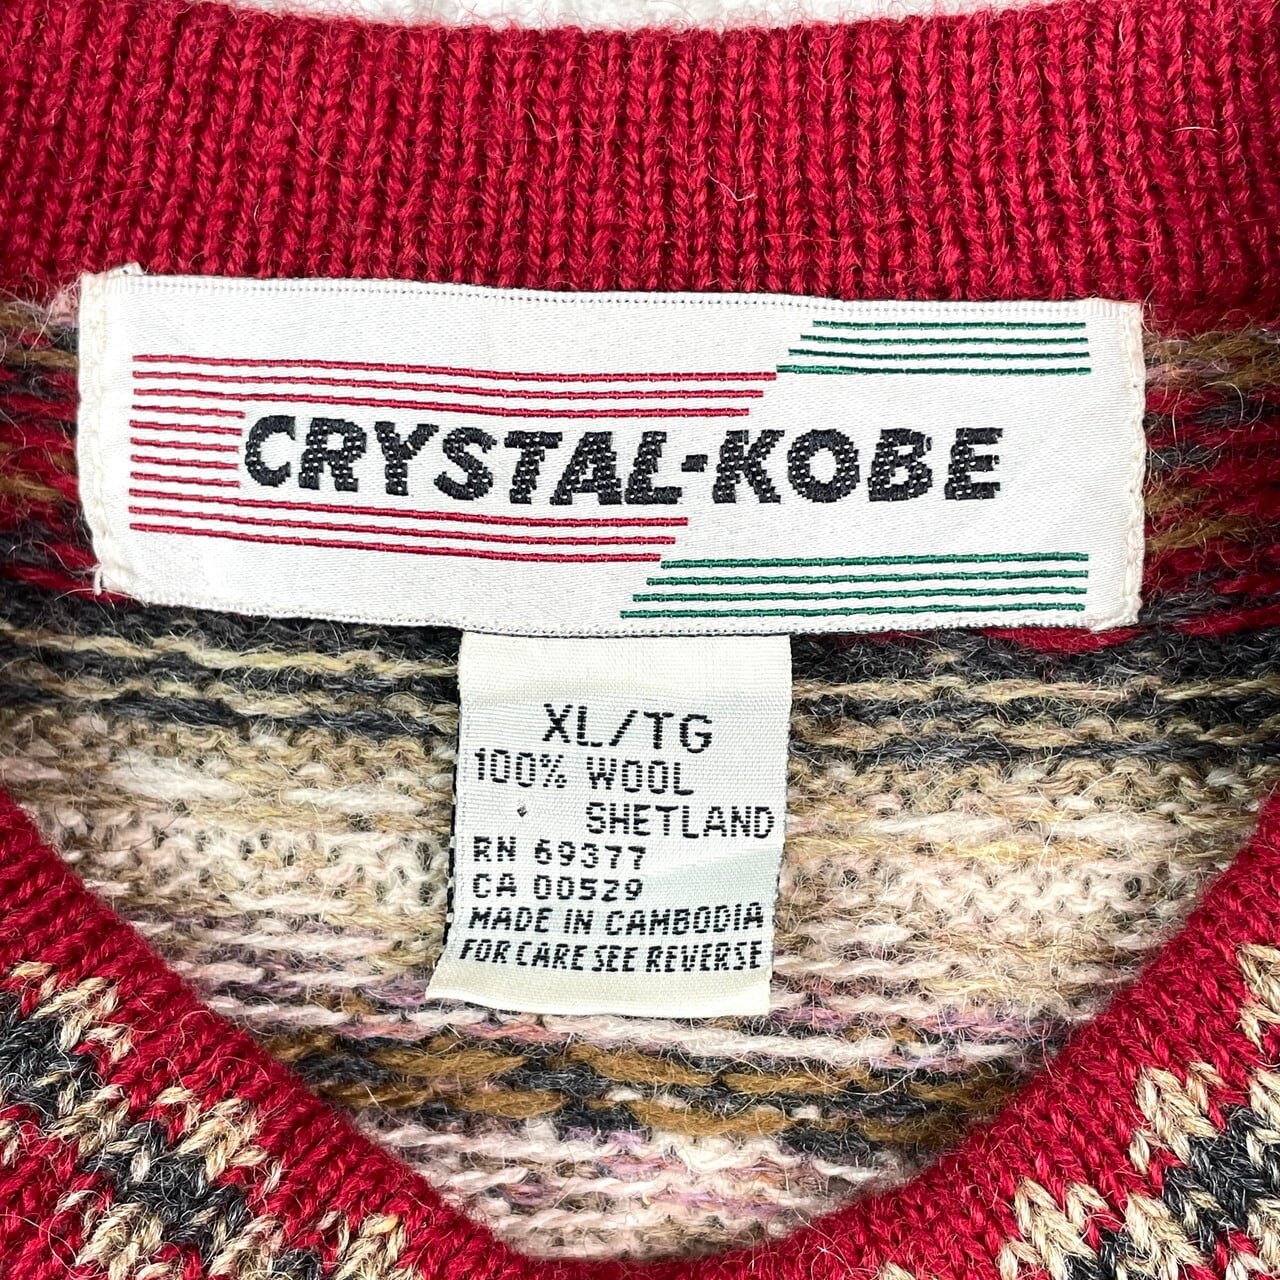 CRYSTAL-KOBE
XL/TG
100% WOOL
SHETLAND
RN 69377
CA 00529
MADE IN CAMBODIA
FOR CARE SEE REVERSE